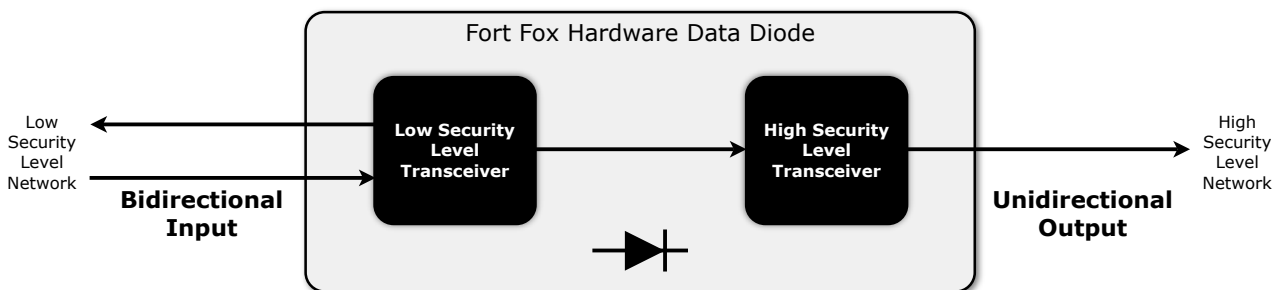 Fort Fox Hardware Data Diode
Low
Security
Level
Network
Bidirectional
Input
Low Security
Level
Transceiver
High Security
Level
Transceiver
Unidirectional
Output
High
Security
Level
Network